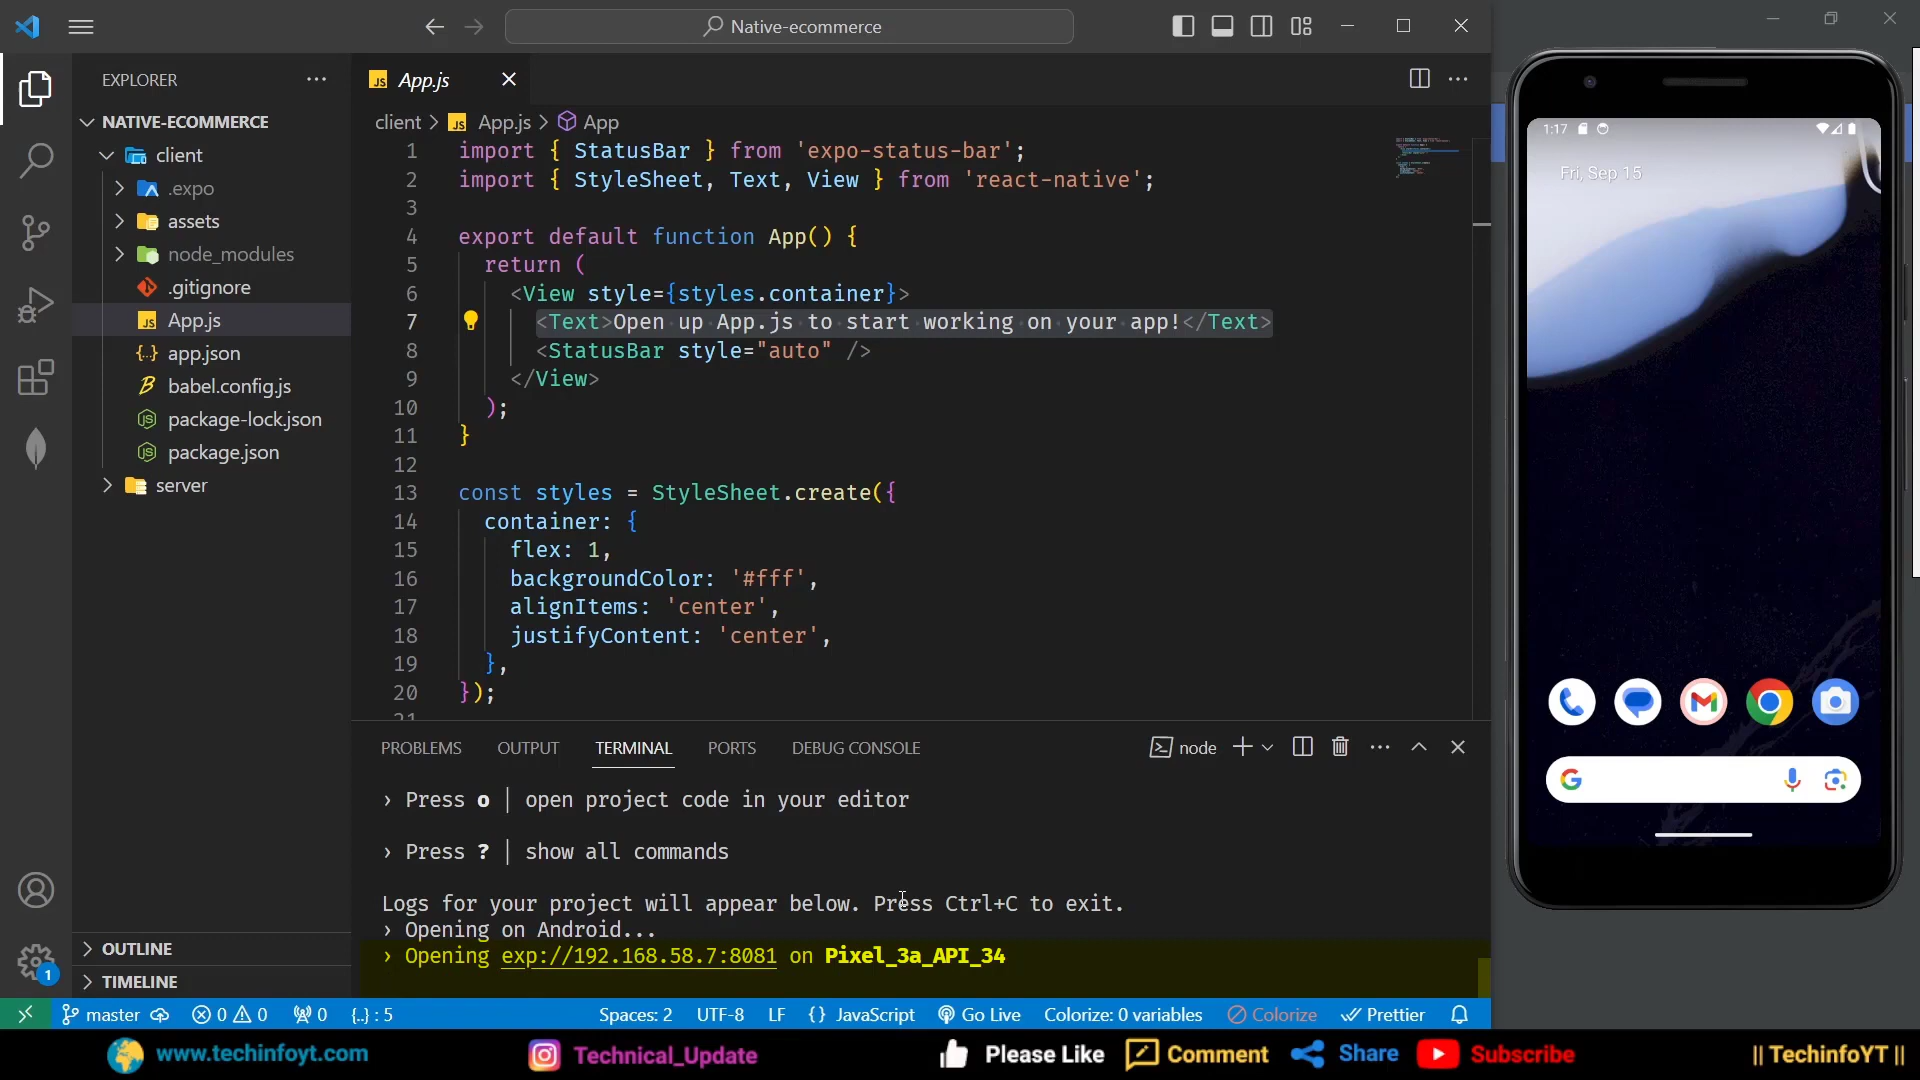 Native-ecommerce
EXPLORER
NATIVE-ECOMMERCE
client
.expo
assets
node_modules
.gitignore
JS App.js
app.json
babel.config.js
package-lock.json
package.json
server
OUTLINE
TIMELINE
JS App.js
client > JS App.js > App
1 import { StatusBar } from 'expo-status-bar';
2 import { StyleSheet, Text, View } from 'react-native';
3
4 export default function App() {
5 return (
6 <View style={styles.container}>
7 <Text>Open up App.js to start working on your app!</Text>
8 <StatusBar style="auto" />
9 </View>
10 );
11 }
12
13 const styles = StyleSheet.create({
14 container: {
15 flex: 1,
16 backgroundColor: '#fff',
17 alignItems: 'center',
18 justifyContent: 'center',
19 },
20 });
21
PROBLEMS OUTPUT TERMINAL PORTS DEBUG CONSOLE node
› Press o | open project code in your editor
› Press ? | show all commands
Logs for your project will appear below. Press Ctrl+C to exit.
› Opening on Android...
› Opening exp://192.168.58.7:8081 on Pixel_3a_API_34
1
master 0 0 0 {..} : 5 Spaces: 2 UTF-8 LF {} JavaScript Go Live Colorize: 0 variables Colorize Prettier
1:17
Fri, Sep 15
www.techinfoyt.com Technical_Update Please Like Comment Share Subscribe || TechinfoYT ||